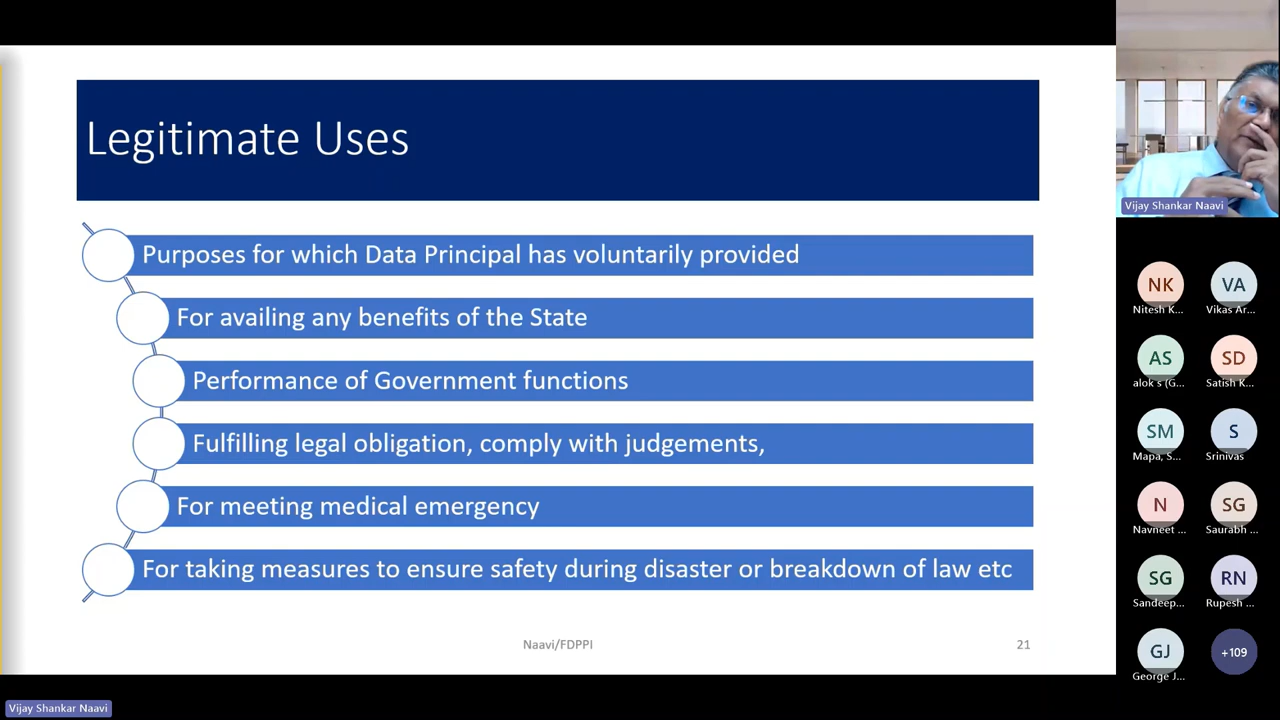 Legitimate Uses
Purposes for which Data Principal has voluntarily provided
For availing any benefits of the State
Performance of Government functions
Fulfilling legal obligation, comply with judgements,
For meeting medical emergency
For taking measures to ensure safety during disaster or breakdown of law etc
Naavi/FDPPI
21
Vijay Shankar Naavi
NK
VA
Nitesh K...
Vikas Ar...
AS
SD
alok s (G...
Satish K...
SM
S
Mapa, S...
Srinivas
N
SG
Navneet ...
Saurabh ...
SG
RN
Sandeep...
Rupesh ...
GJ
+109
George J...
Vijay Shankar Naavi